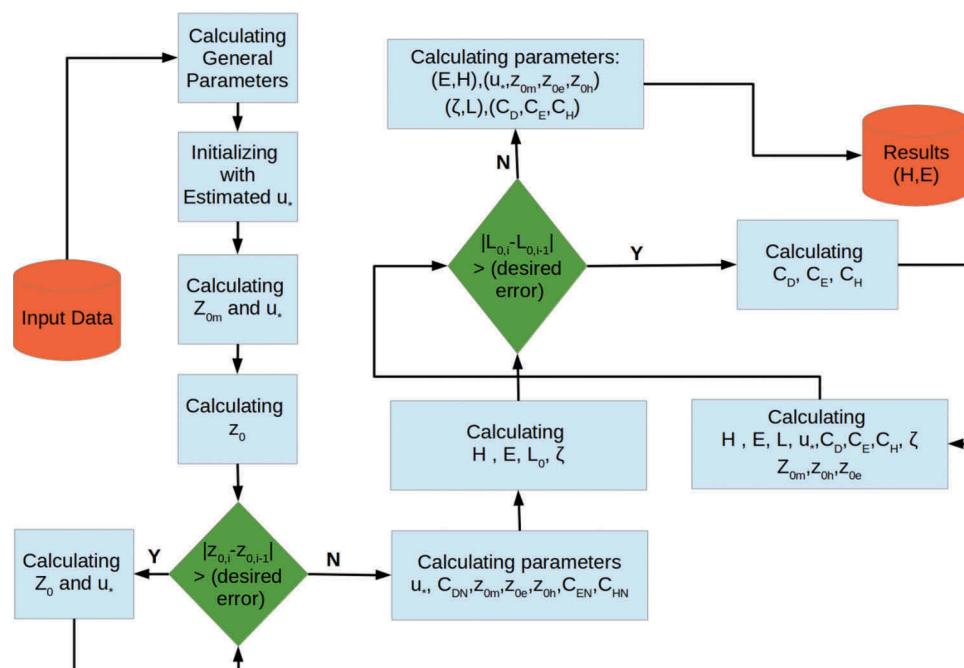 Calculating
General
Parameters
Initializing
with
Estimated u*
Calculating
Z0m and u*
Input Data
Calculating
z0
|z0,i-z0,i-1|
> (desired
error)
Y
N
Calculating
Z0 and u*
Calculating parameters
u*, CDN,z0m,z0e,z0h,CEN,CHN
Calculating
H , E, L0, ζ
|L0,i-L0,i-1|
> (desired
error)
N
Y
Calculating parameters:
(E,H),(u*,z0m,z0e,z0h)
(ζ,L),(CD,CE,CH)
Results
(H,E)
Calculating
CD, CE, CH
Calculating
H , E, L, u*,CD,CE,CH, ζ
Z0m,z0h,z0e